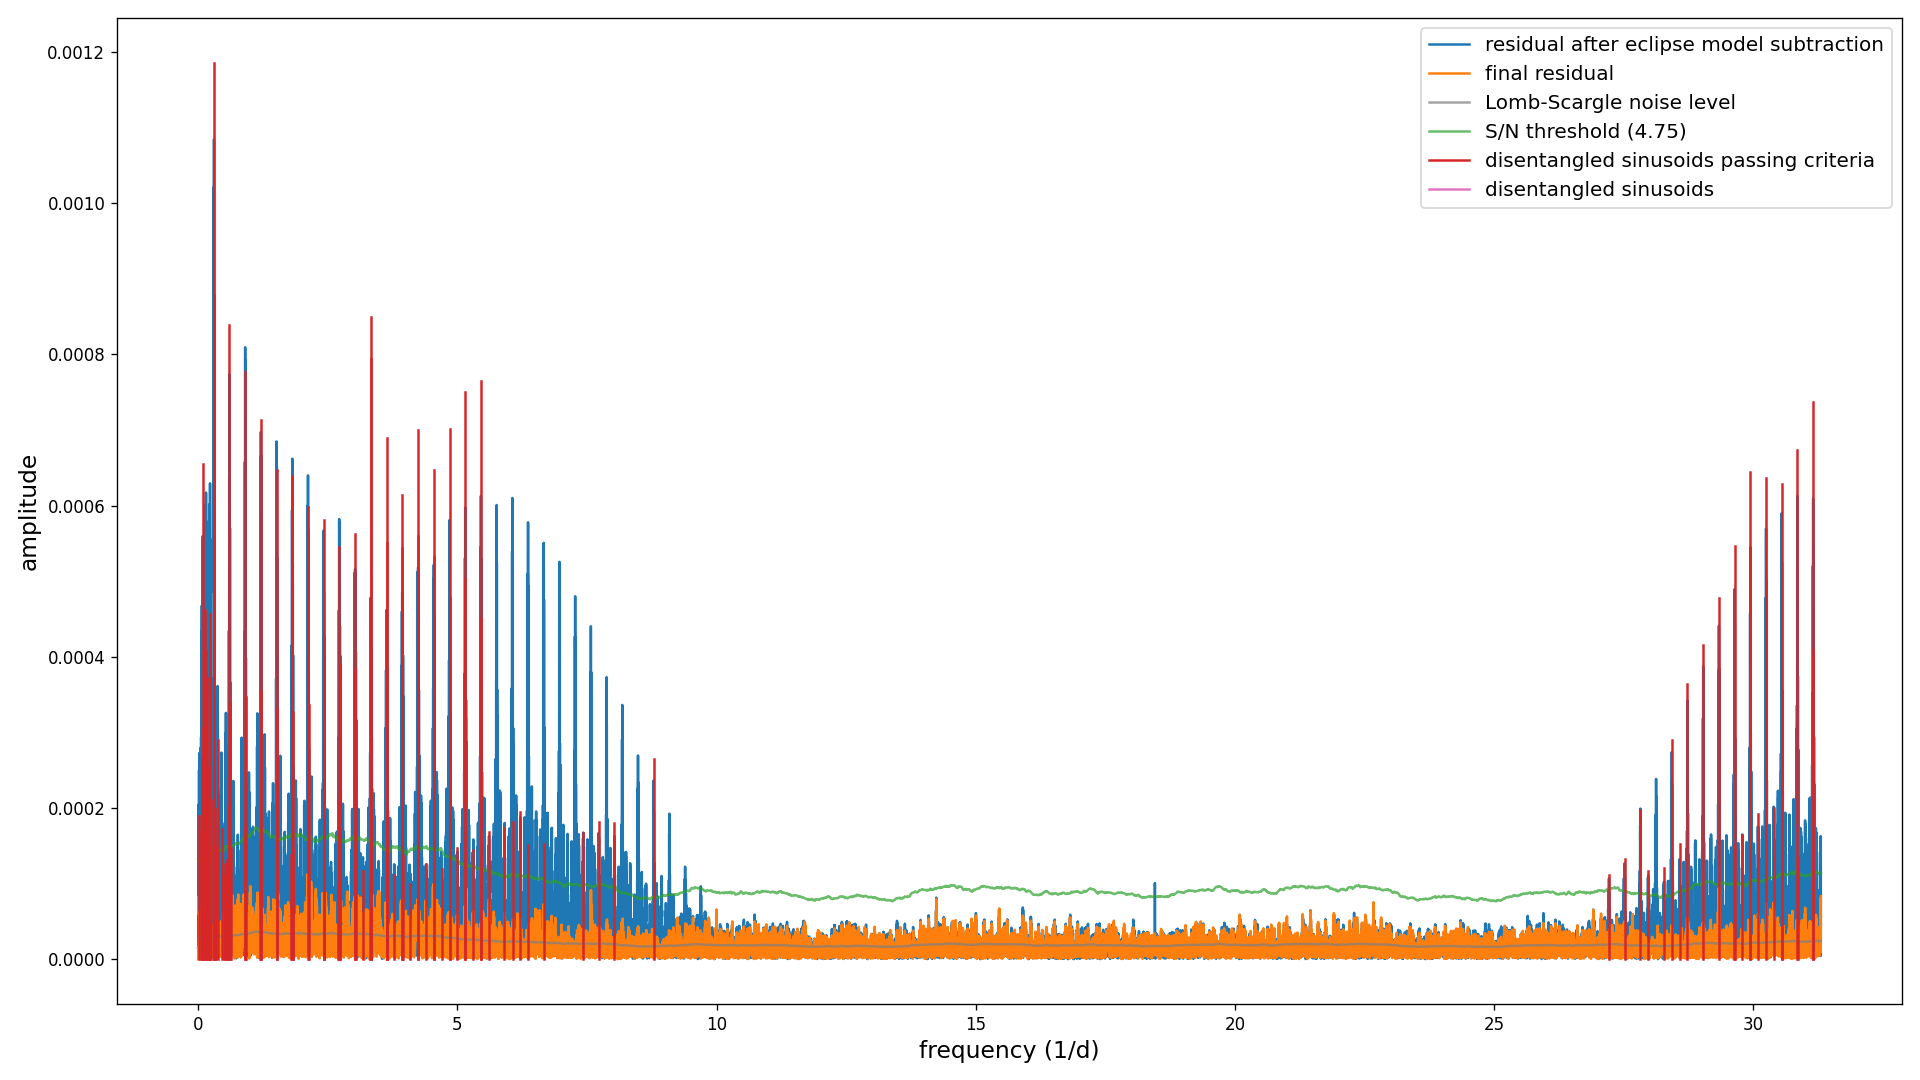 residual after eclipse model subtraction
final residual
Lomb-Scargle noise level
S/N threshold (4.75)
disentangled sinusoids passing criteria
disentangled sinusoids
amplitude
0.0012
0.0010
0.0008
0.0006
0.0004
0.0002
0.0000
0 5 10 15 20 25 30
frequency (1/d)